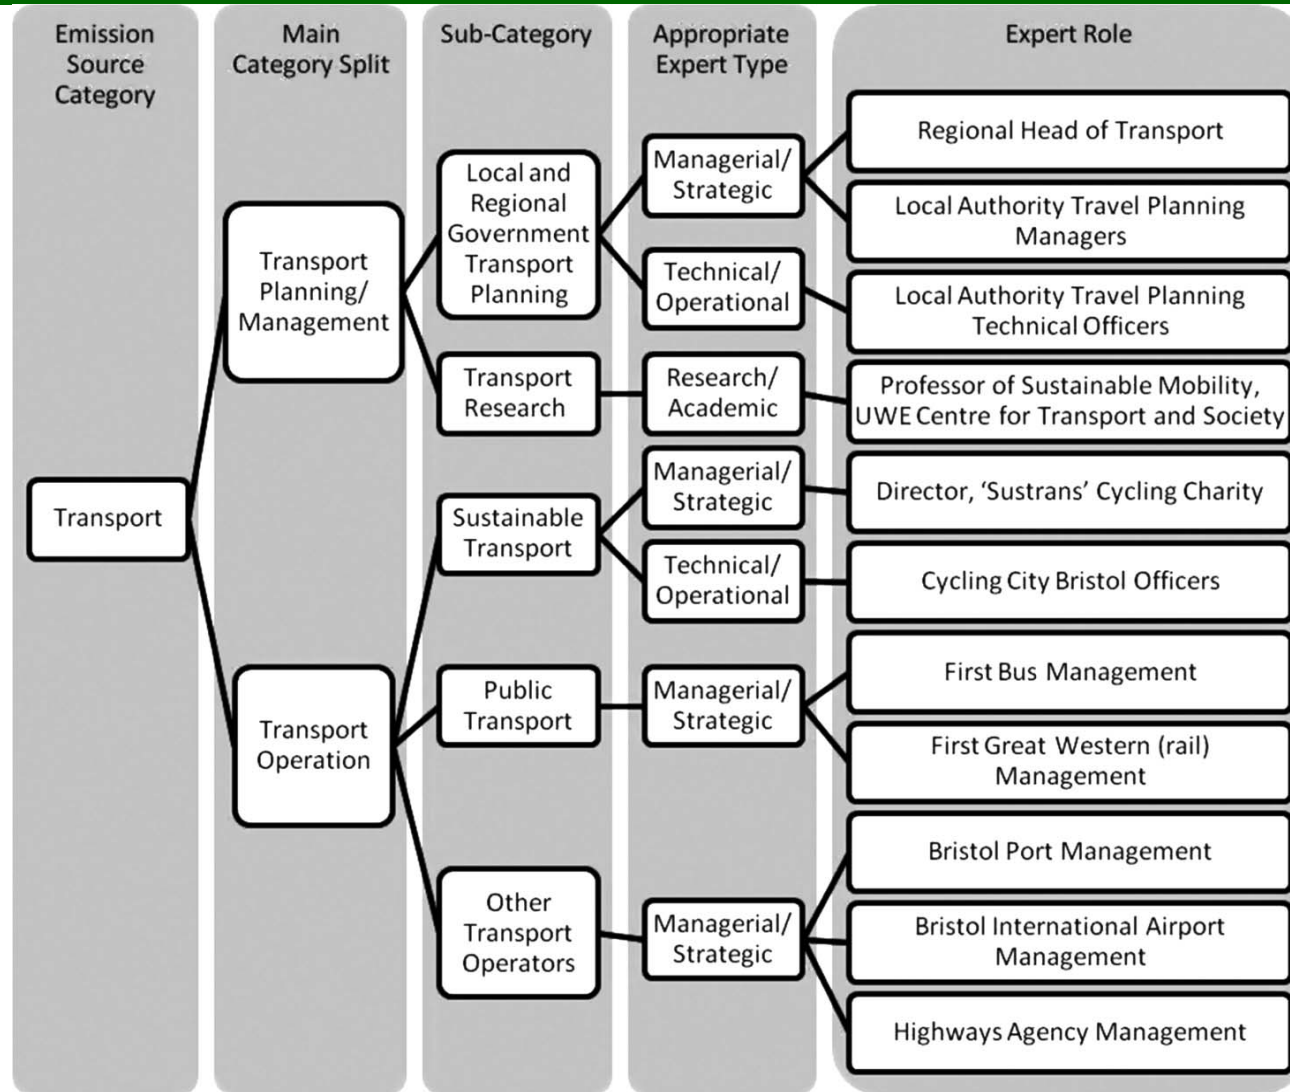 Emission
Source
Category
Main
Category Split
Sub-Category
Appropriate
Expert Type
Expert Role
Transport
Transport
Planning/
Management
Transport
Operation
Local and
Regional
Government
Transport
Planning
Transport
Research
Sustainable
Transport
Public
Transport
Other
Transport
Operators
Managerial/
Strategic
Technical/
Operational
Research/
Academic
Managerial/
Strategic
Technical/
Operational
Managerial/
Strategic
Managerial/
Strategic
Regional Head of Transport
Local Authority Travel Planning
Managers
Local Authority Travel Planning
Technical Officers
Professor of Sustainable Mobility,
UWE Centre for Transport and Society
Director, ‘Sustrans’ Cycling Charity
Cycling City Bristol Officers
First Bus Management
First Great Western (rail)
Management
Bristol Port Management
Bristol International Airport
Management
Highways Agency Management